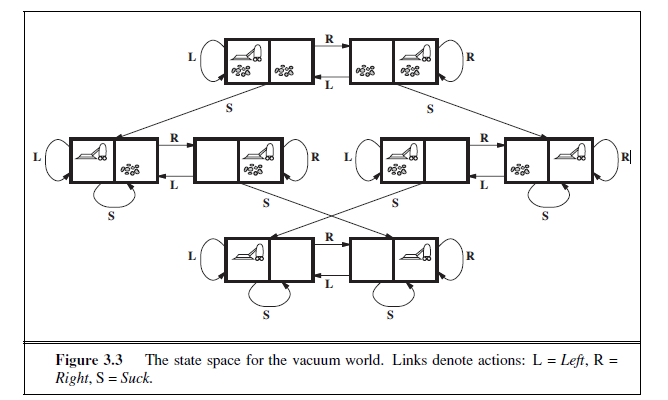 R
L R
L
S S
R R
L R L R
L L
S S
S S
R
L R
L
S S
Figure 3.3 The state space for the vacuum world. Links denote actions: L = Left, R =
Right, S = Suck.